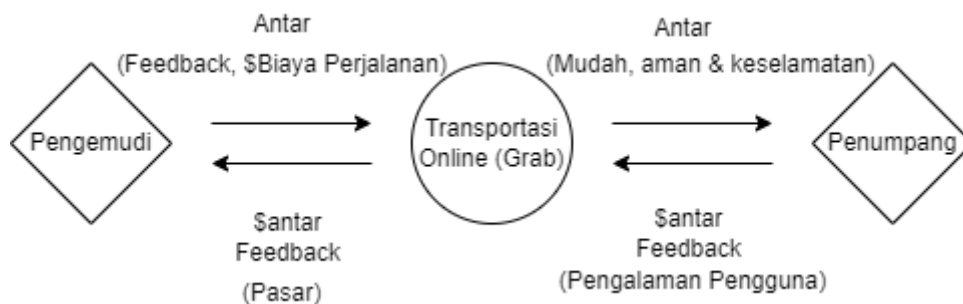 Antar
(Feedback, $Biaya Perjalanan)
Antar
(Mudah, aman & keselamatan)
Pengemudi
Transportasi
Online (Grab)
Penumpang
$antar
Feedback
(Pasar)
$antar
Feedback
(Pengalaman Pengguna)